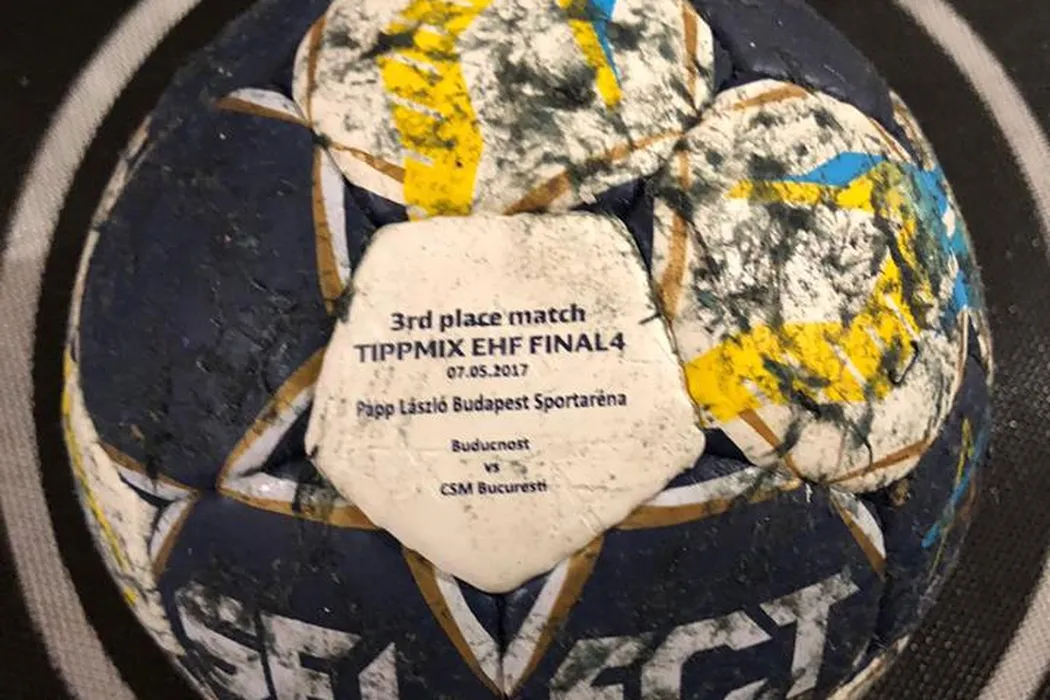 3rd place match
TIPPMIX EHF FINAL4
07.05.2017
Papp László Budapest Sportaréna
Buducnost
vs
CSM Bucuresti
SELECT